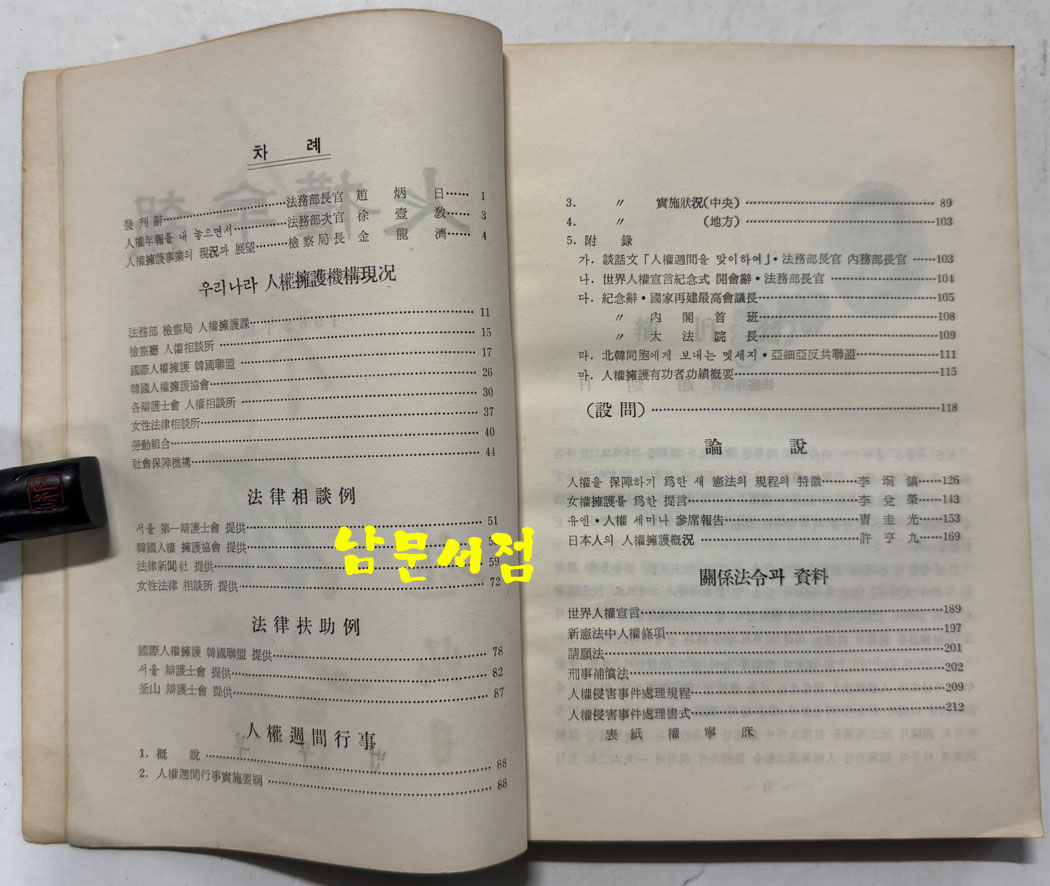 차 례
發 刊 辭 法務部長官 趙 炳 日 1
人權年報를 내 놓으면서 法務部次官 徐 壹 敎 3
人權擁護事業의 現況과 展望 檢察局長 金 龍 濟 4
우리나라 人權擁護機構現況
法務部 檢察局 人權擁護課 11
檢察廳 人權相談所 15
國際人權擁護 韓國聯盟 17
韓國人權擁護協會 26
各辯護士會 人權相談所 30
女性法律相談所 37
勞動組合 40
社會保障機構 44
法律相談例
서울 第一辯護士會 提供 51
韓國人權 擁護協會 提供
法律新聞社 提供 59
女性法律 相談所 提供 72
남문서점
法律扶助例
國際人權擁護 韓國聯盟 提供 78
서울 辯護士會 提供 82
釜山 辯護士會 提供 87
人權週間行事
1. 概 說 88
2. 人權週間行事實施要綱 88
3. 〃 實施狀況(中央) 89
4. 〃 (地方) 103
5. 附 錄
가. 談話文「人權週間을 맞이하여」・法務部長官 內務部長官 103
나. 世界人權宣言紀念式 開會辭・法務部長官 104
다. 紀念辭・國家再建最高會議長 105
〃 內 閣 首 班 108
〃 大 法 院 長 109
라. 北韓同胞에게 보내는 멧세지・亞細亞反共聯盟 111
마. 人權擁護有功者功績概要 115
(設 問) 118
論 說
人權을 保障하기 爲한 새 憲法의 規程의 特徵 李 坰 鎬 126
女權擁護를 爲한 提言 李 兌 榮 143
유엔・人權 세미나 參席報告 圭 光 153
日本人의 人權擁護概況 許 亨 九 169
關係法令과 資料
世界人權宣言 189
新憲法中人權條項 197
請願法 201
刑事補償法 202
人權侵害事件處理規程 209
人權侵害事件處理書式 212
表 紙 權 寧 床